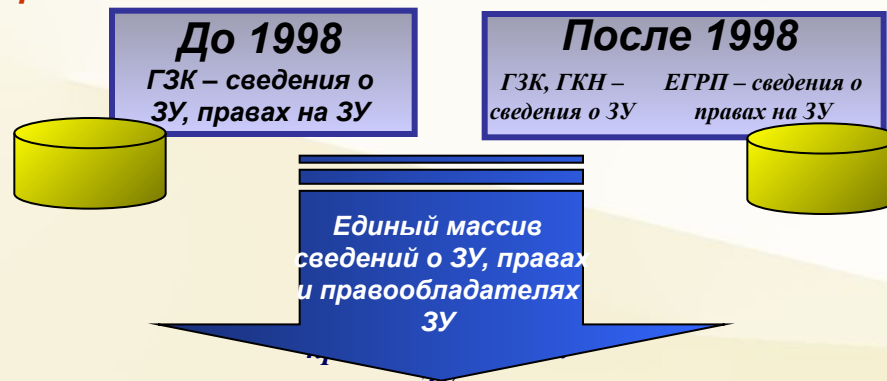 До 1998
ГЗК – сведения о
ЗУ, правах на ЗУ
После 1998
ГЗК, ГКН –
сведения о ЗУ
ЕГРП – сведения о
правах на ЗУ
Единый массив
сведений о ЗУ, правах
и правообладателях
ЗУ